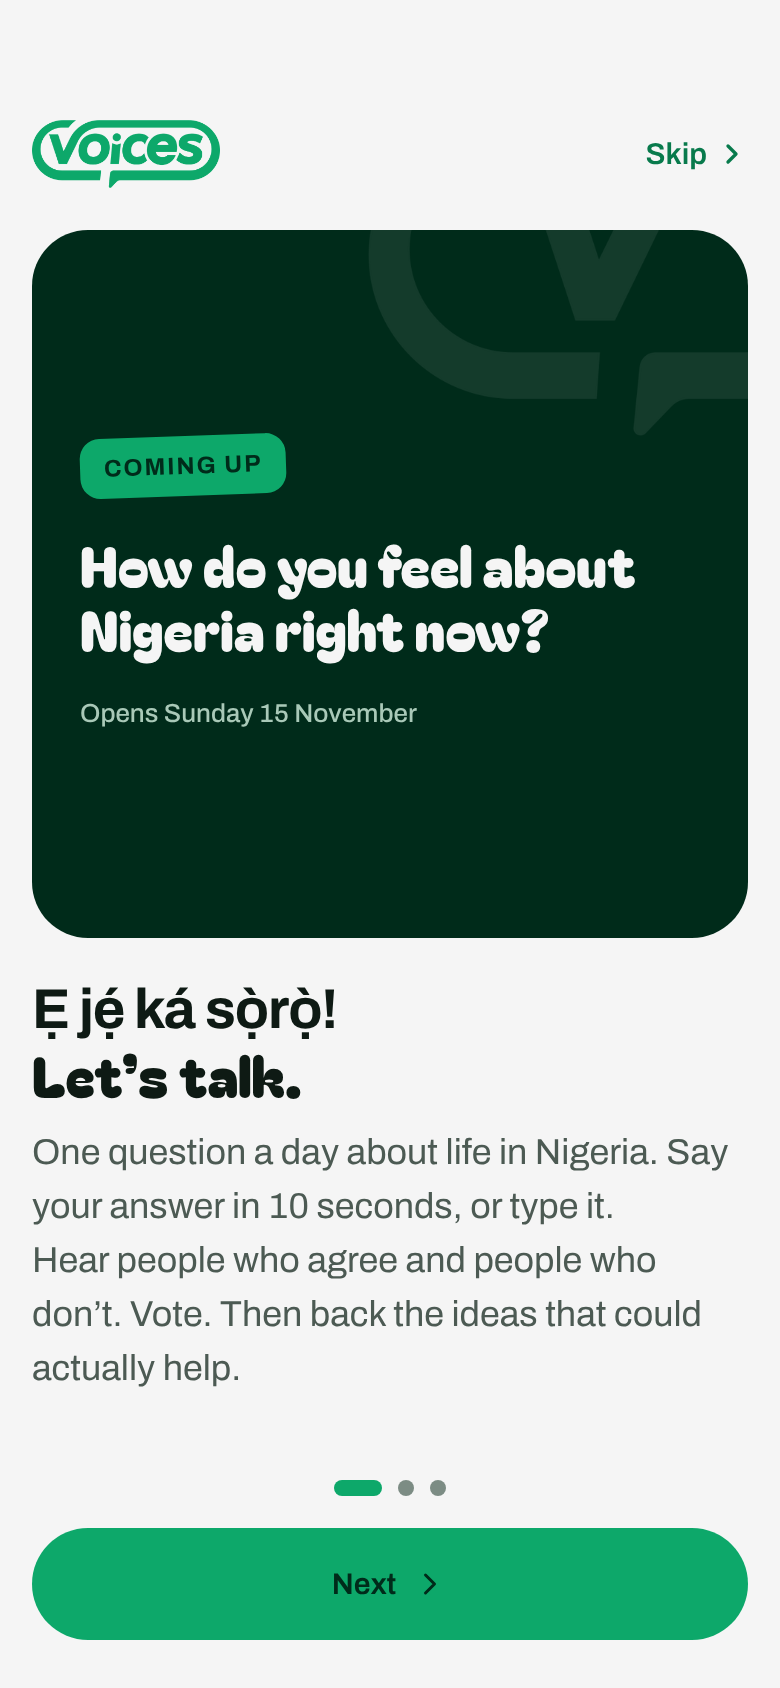 Voices
Skip
COMING UP
How do you feel about
Nigeria right now?
Opens Sunday 15 November
Ẹ jẹ́ ká sọ̀rọ̀!
Let’s talk.
One question a day about life in Nigeria. Say
your answer in 10 seconds, or type it.
Hear people who agree and people who
don’t. Vote. Then back the ideas that could
actually help.
Next